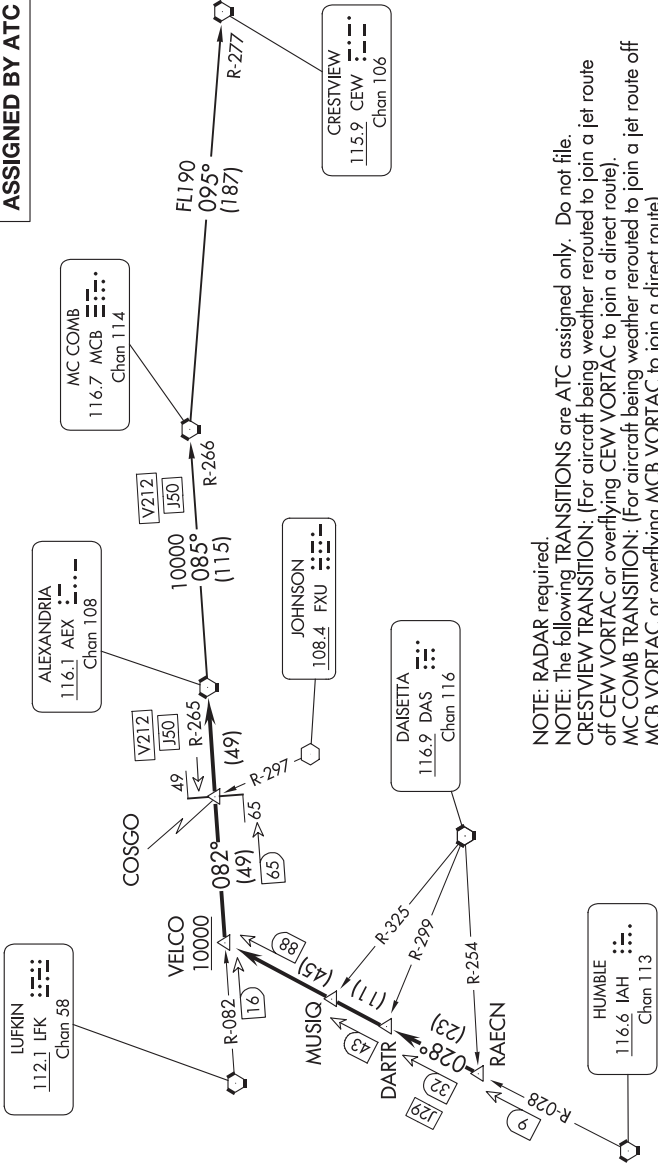 ASSIGNED BY ATC
LUFKIN
112.1 LFK
Chan 58
ALEXANDRIA
116.1 AEX
Chan 108
MC COMB
116.7 MCB
Chan 114
CRESTVIEW
115.9 CEW
Chan 106
JOHNSON
108.4 FXU
DAISETTA
116.9 DAS
Chan 116
HUMBLE
116.6 IAH
Chan 113
FL190
095°
(187)
R-277
V212
J50
10000
085°
(115)
R-266
V212
J50
R-265
(49)
49
COSGO
65
65
R-297
082°
(49)
VELCO
10000
R-082
16
88
(45)
MUSIQ
43
(11)
DARTR
32
J29
028°
(23)
RAECN
R-325
R-299
R-254
R-028
9
NOTE: RADAR required.
NOTE: The following TRANSITIONS are ATC assigned only. Do not file.
CRESTVIEW TRANSITION: (For aircraft being weather rerouted to join a jet route
off CEW VORTAC or overflying CEW VORTAC to join a direct route).
MC COMB TRANSITION: (For aircraft being weather rerouted to join a jet route off
MCB VORTAC or overflying MCB VORTAC to join a direct route)